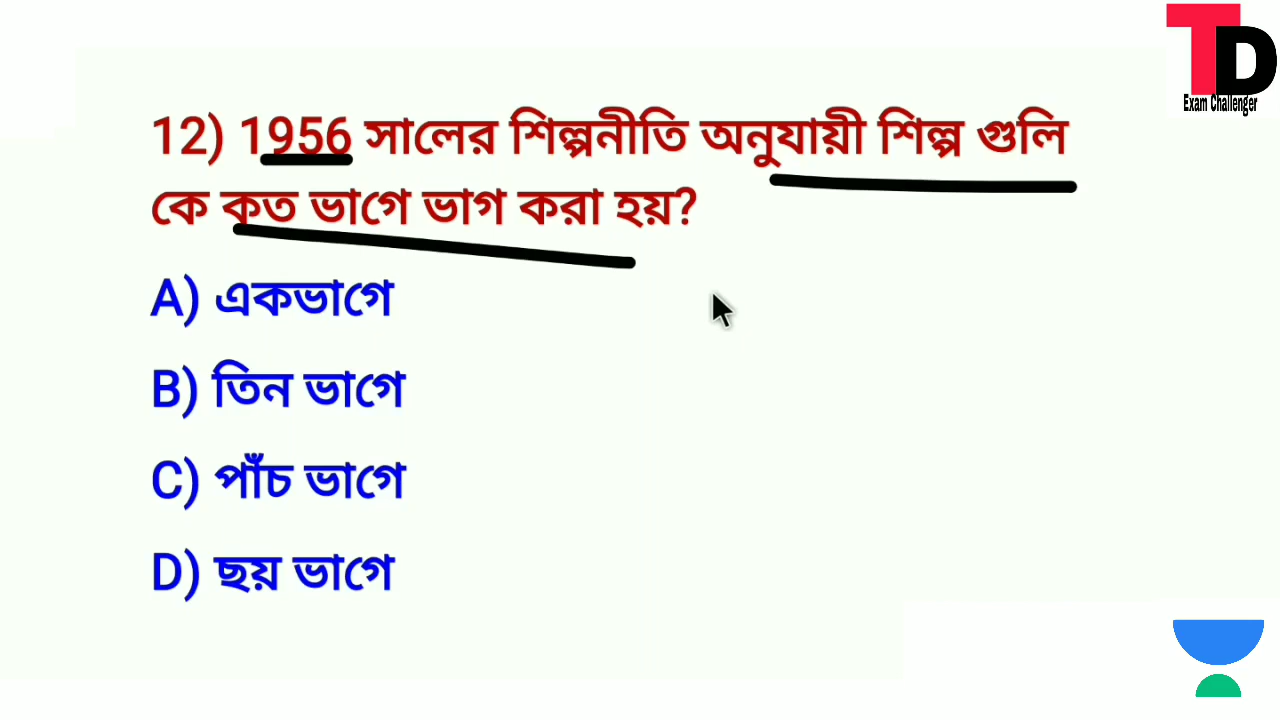 TD
Exam Challenger
12) 1956 সালের শিল্পনীতি অনুযায়ী শিল্প গুলি
কে কত ভাগে ভাগ করা হয়?
A) একভাগে
B) তিন ভাগে
C) পাঁচ ভাগে
D) ছয় ভাগে